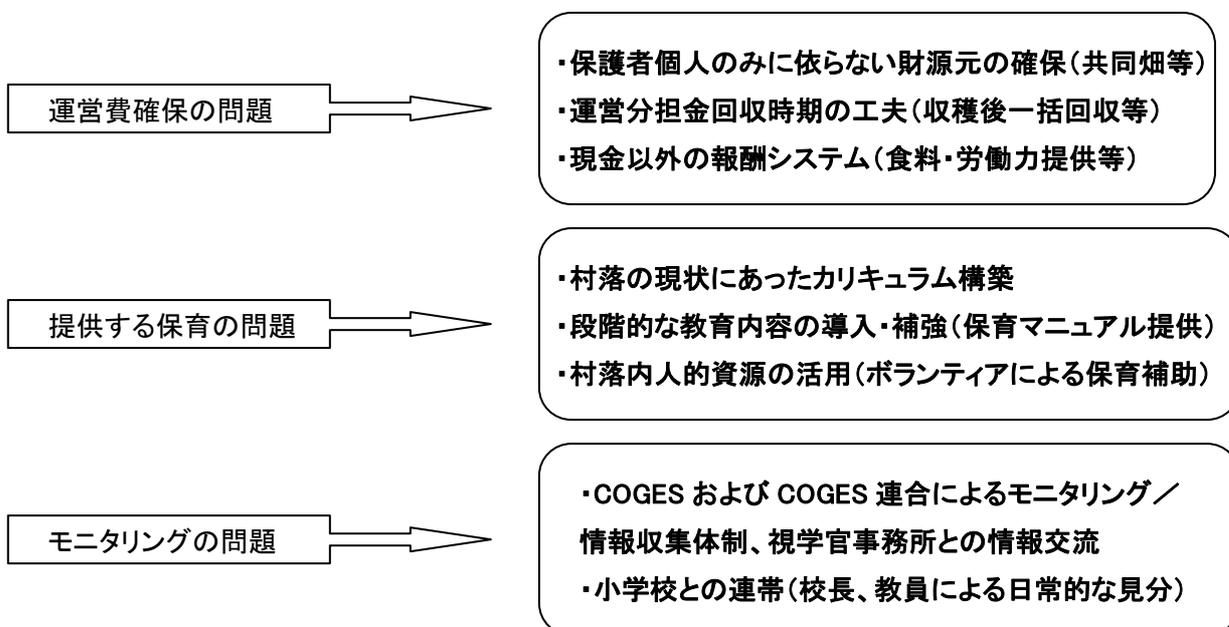 運営費確保の問題
・保護者個人のみに依らない財源元の確保（共同畑等）
・運営分担金回収時期の工夫（収穫後一括回収等）
・現金以外の報酬システム（食料・労働力提供等）
提供する保育の問題
・村落の現状にあったカリキュラム構築
・段階的な教育内容の導入・補強（保育マニュアル提供）
・村落内人的資源の活用（ボランティアによる保育補助）
モニタリングの問題
・COGES および COGES 連合によるモニタリング／
情報収集体制、視学官事務所との情報交流
・小学校との連帯（校長、教員による日常的な見分）